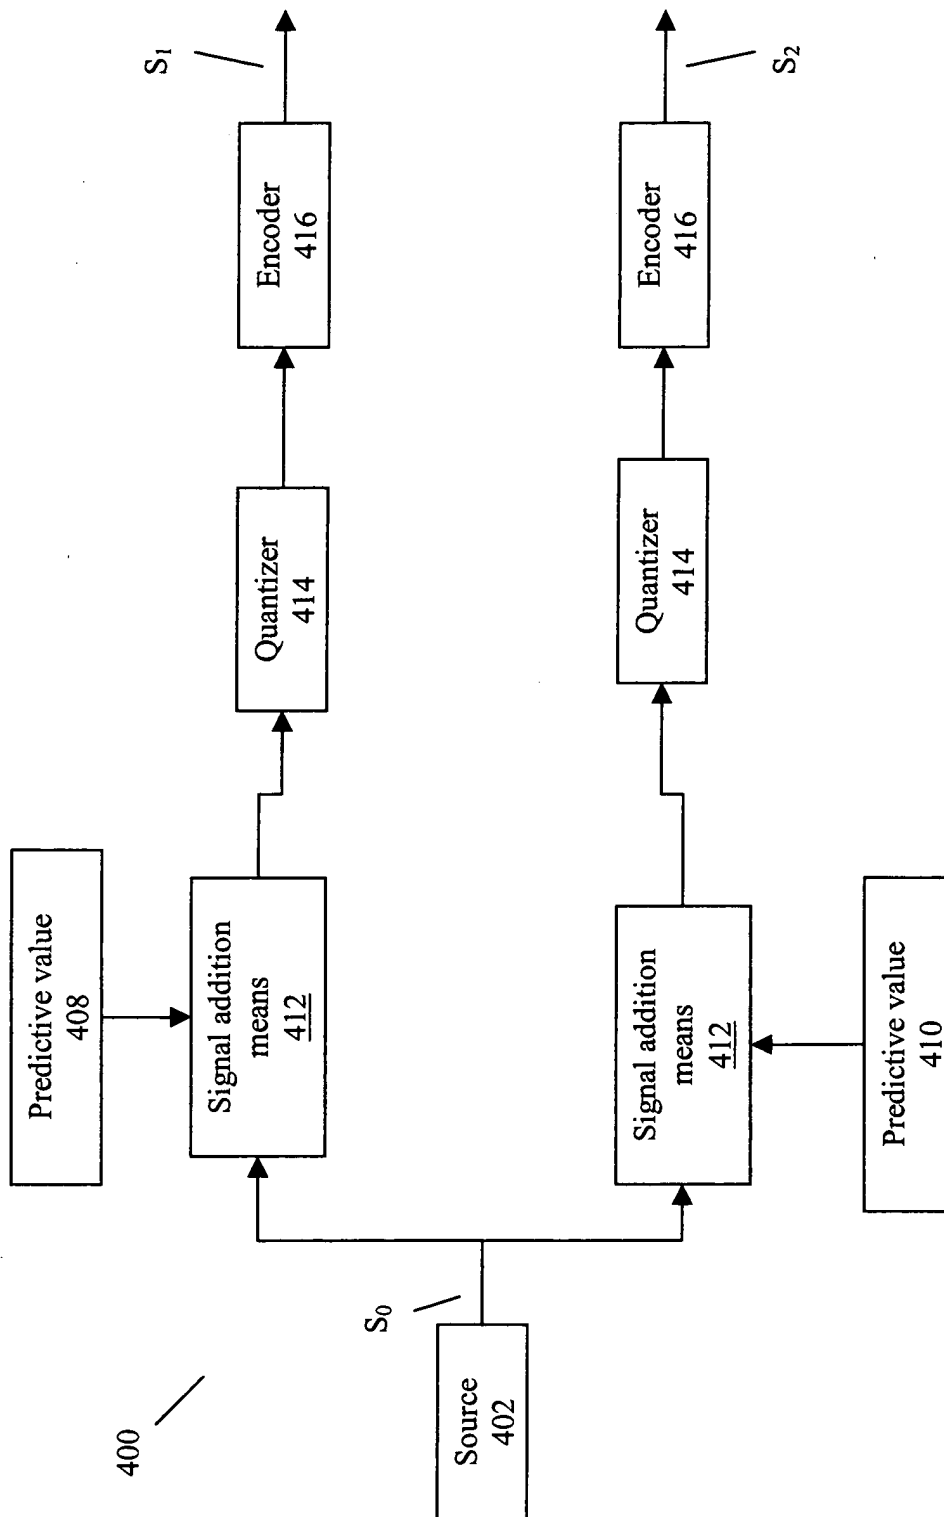 400
Source
402
S₀
Predictive value
408
Signal addition
means
412
Quantizer
414
Encoder
416
S₁
Predictive value
410
Signal addition
means
412
Quantizer
414
Encoder
416
S₂